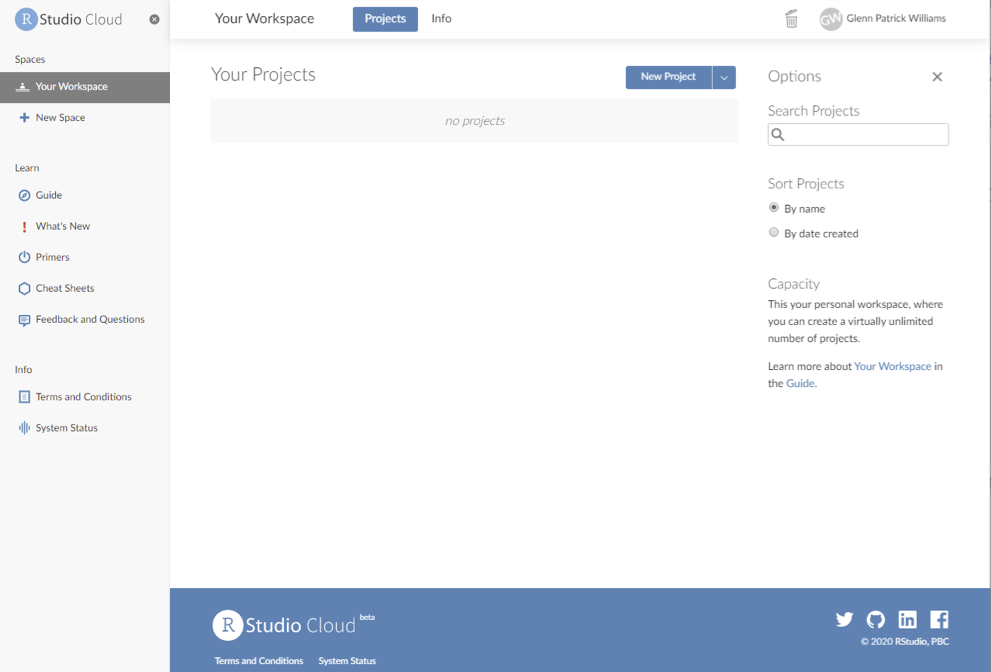 R Studio Cloud
Spaces
Your Workspace
New Space
Learn
Guide
What's New
Primers
Cheat Sheets
Feedback and Questions
Info
Terms and Conditions
System Status
Your Workspace
Projects
Info
GW
Glenn Patrick Williams
Your Projects
New Project
no projects
Options
Search Projects
Sort Projects
By name
By date created
Capacity
This your personal workspace, where
you can create a virtually unlimited
number of projects.
Learn more about Your Workspace in
the Guide.
R Studio Cloud beta
Terms and Conditions
System Status
© 2020 RStudio, PBC